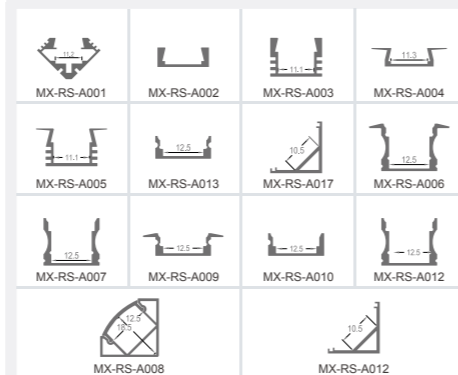 11.2
11.1
11.3
MX-RS-A001
MX-RS-A002
MX-RS-A003
MX-RS-A004
11.1
12.5
10.5
12.5
MX-RS-A005
MX-RS-A013
MX-RS-A017
MX-RS-A006
12.5
12.5
12.5
12.5
MX-RS-A007
MX-RS-A009
MX-RS-A010
MX-RS-A012
12.5
18.5
10.5
MX-RS-A008
MX-RS-A012